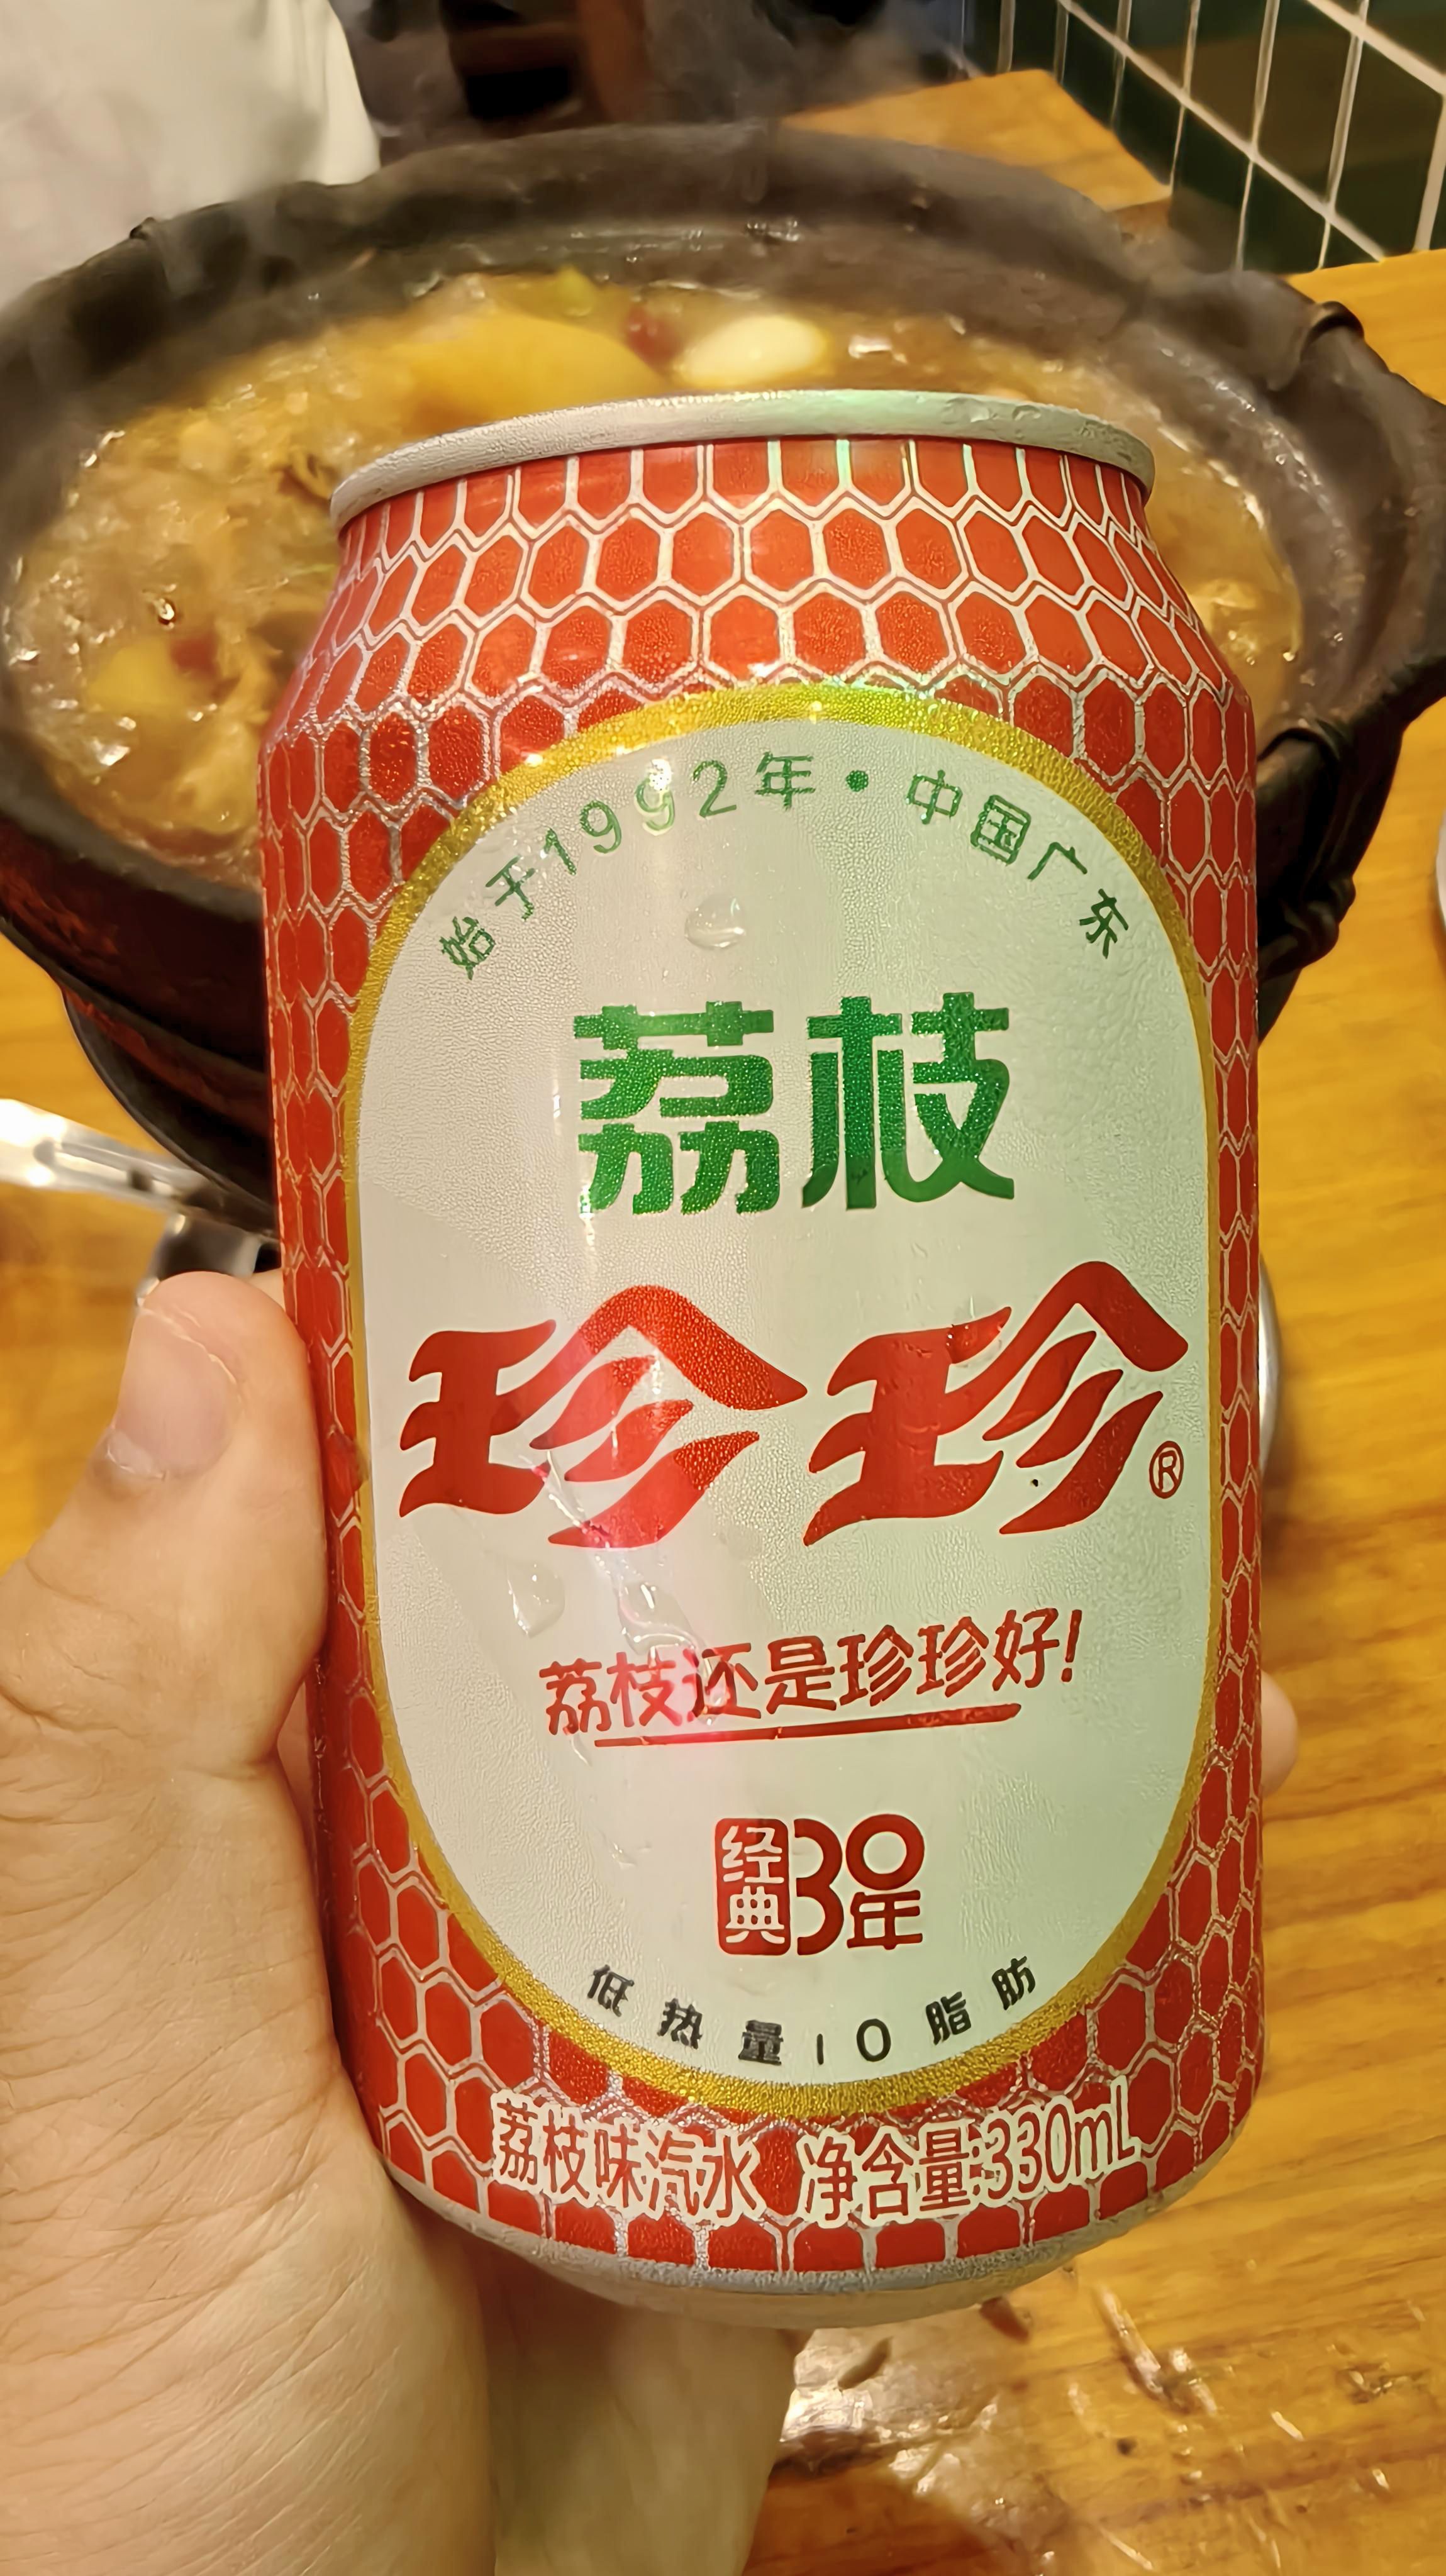 始于1992年·中国广东
荔枝
珍珍®
荔枝还是珍珍好!
经典30年
低热量|0脂肪
荔枝味汽水 净含量:330mL